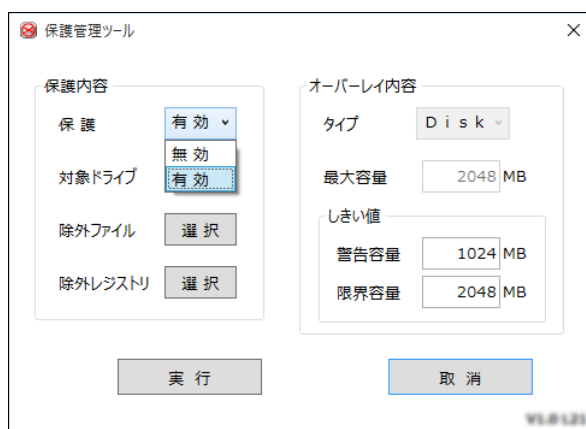 保護管理ツール
保護内容
保 護
有 効
無 効
有 効
対象ドライブ
除外ファイル
選 択
除外レジストリ
選 択
オーバーレイ内容
タイプ
Ｄｉｓｋ
最大容量
2048 MB
しきい値
警告容量
1024 MB
限界容量
2048 MB
実 行
取 消